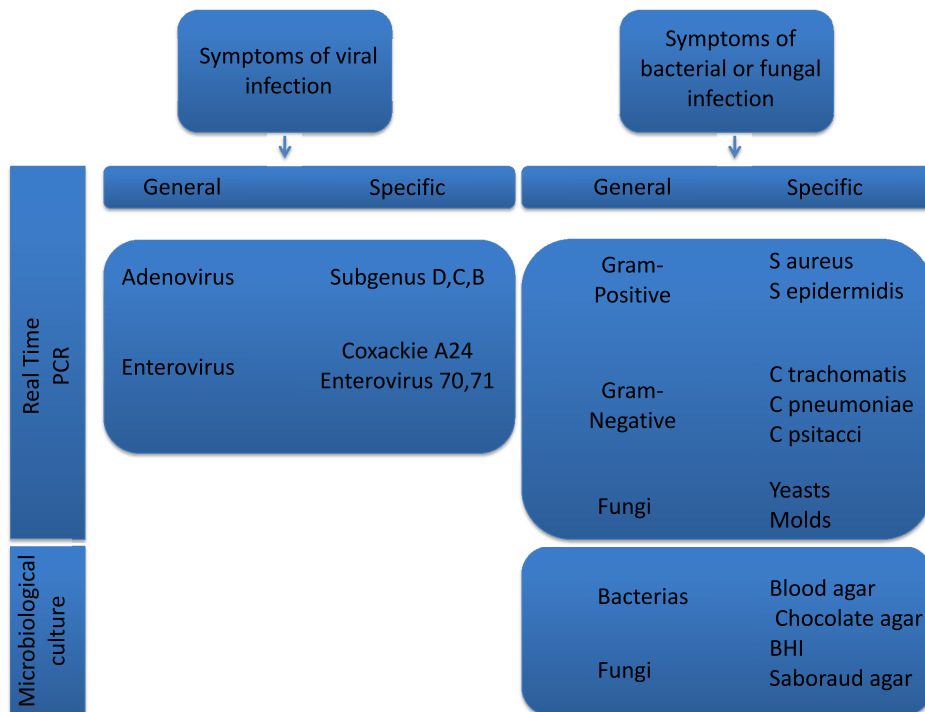 Symptoms of viral
infection
Symptoms of
bacterial or fungal
infection
General
Specific
General
Specific
Real Time
PCR
Adenovirus
Subgenus D,C,B
Enterovirus
Coxackie A24
Enterovirus 70,71
Gram-
Positive
S aureus
S epidermidis
Gram-
Negative
C trachomatis
C pneumoniae
C psitacci
Fungi
Yeasts
Molds
Microbiological
culture
Bacterias
Blood agar
Chocolate agar
BHI
Fungi
Saboraud agar